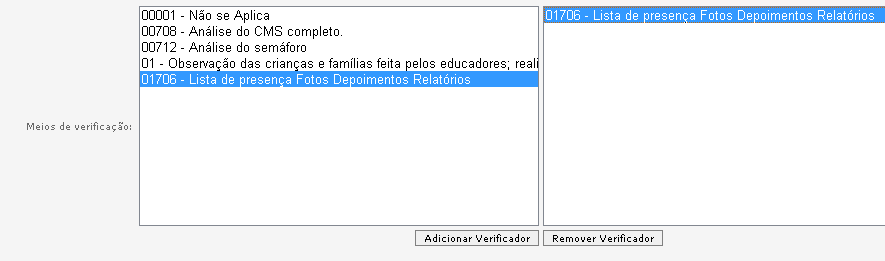 00001 - Não se Aplica
00708 - Análise do CMS completo.
00712 - Análise do semáforo
01 - Observação das crianças e famílias feita pelos educadores; reali
01706 - Lista de presença Fotos Depoimentos Relatórios
01706 - Lista de presença Fotos Depoimentos Relatórios
Meios de verificação:
Adicionar Verificador
Remover Verificador